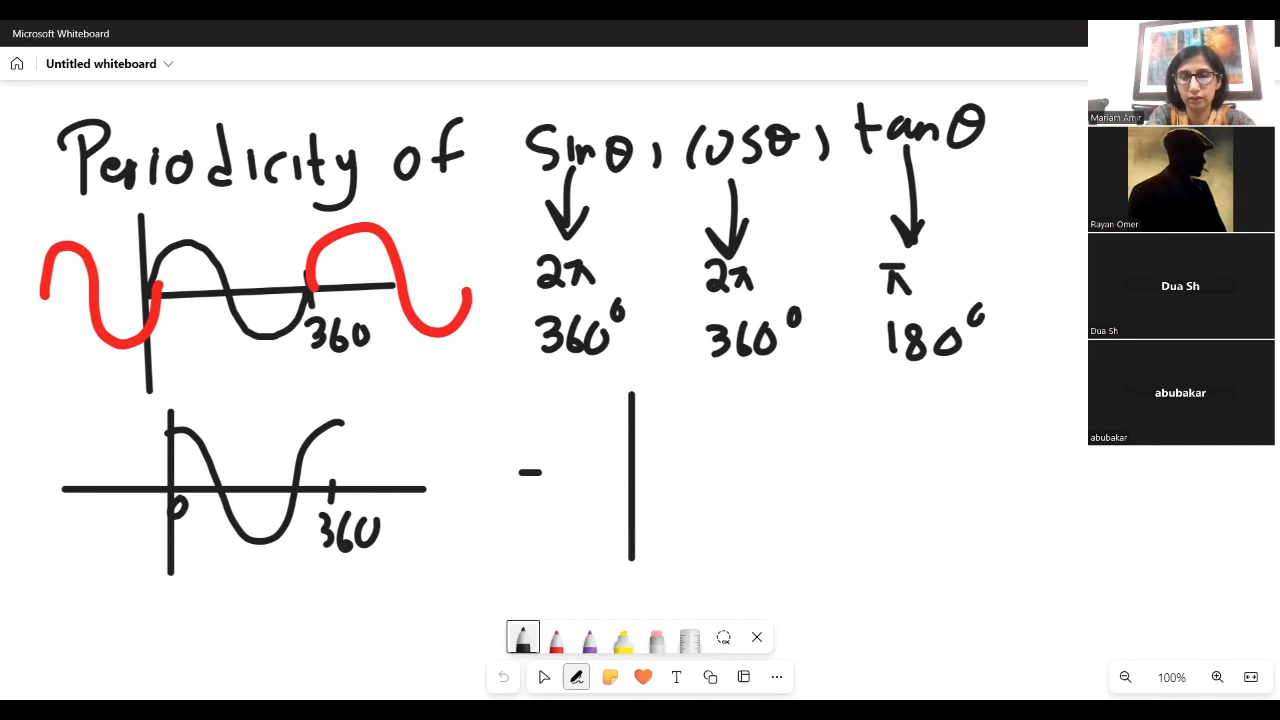 Microsoft Whiteboard
Untitled whiteboard
Periodicity of sinθ, cosθ, tanθ
2π 2π π
360° 360° 180°
360
0
360
Mariam Amir
Rayan Omer
Dua Sh
Dua Sh
abubakar
abubakar
100%